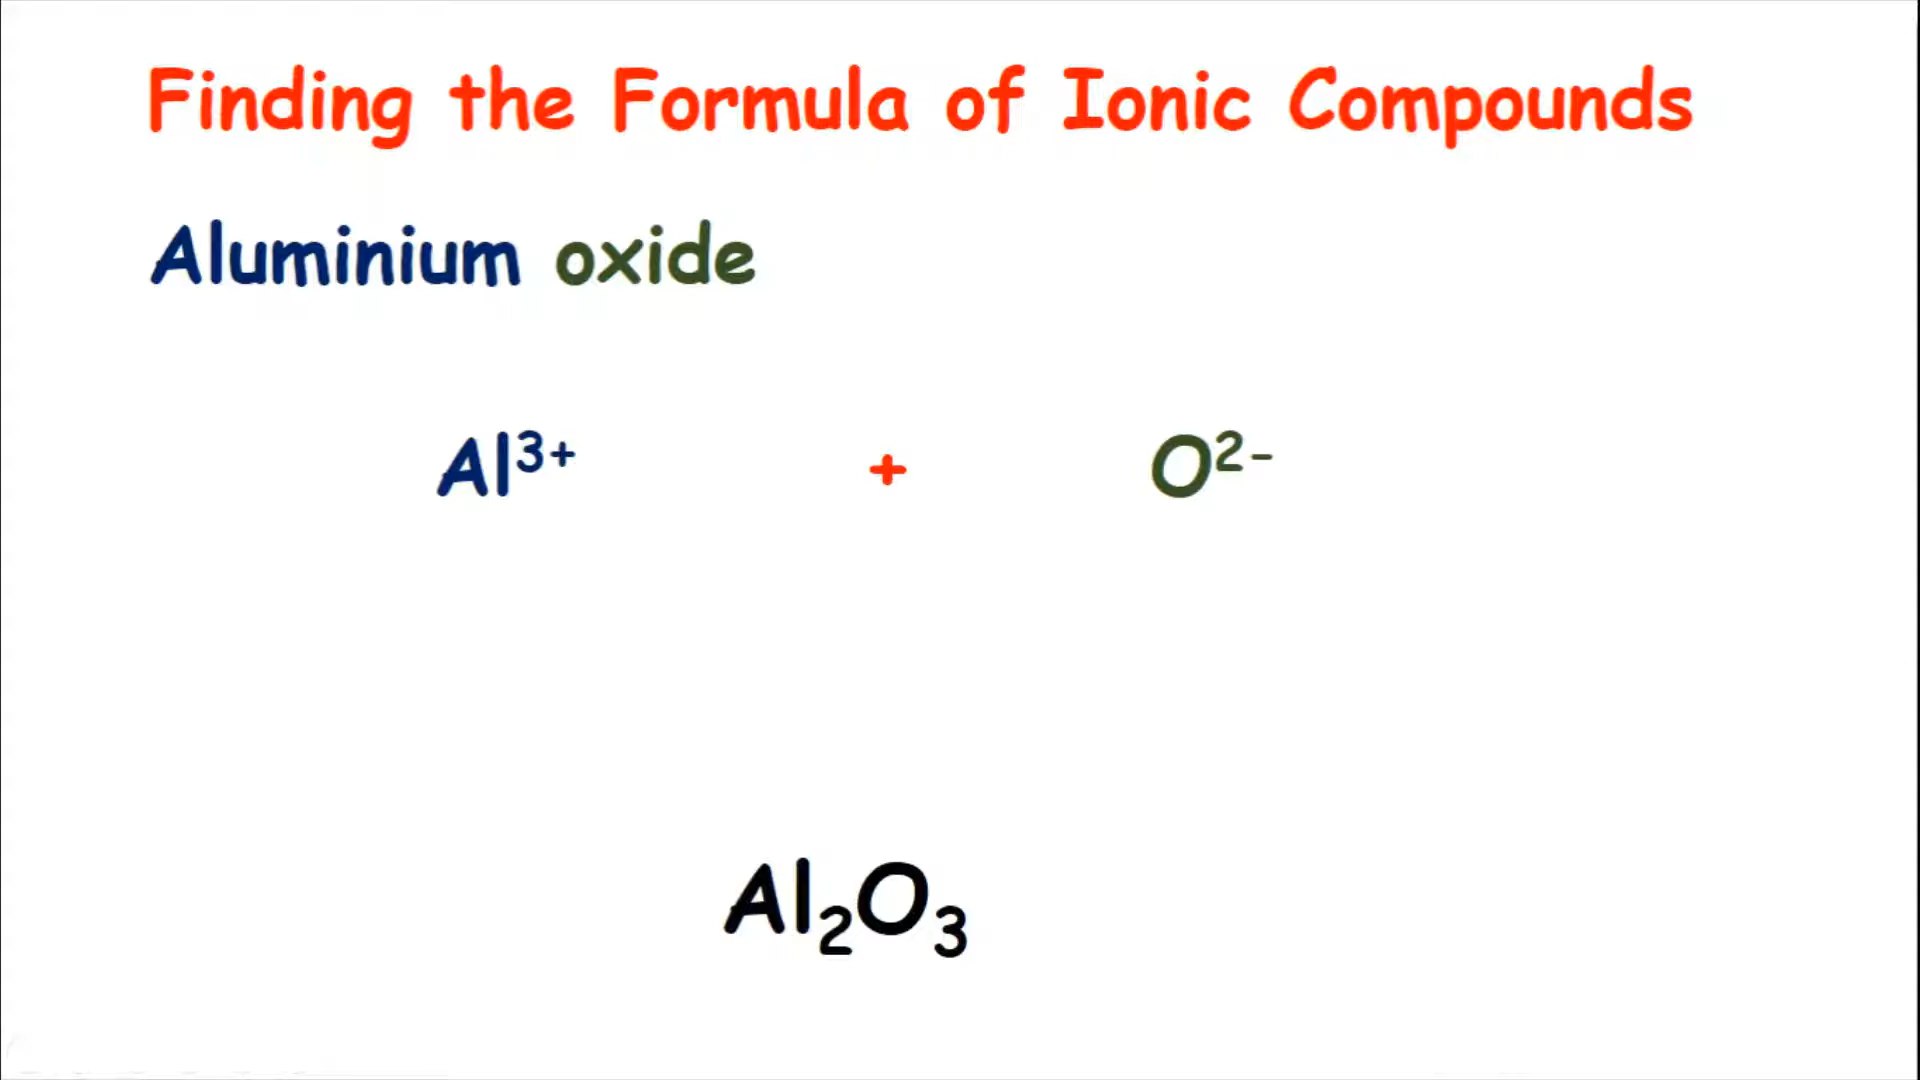 Finding the Formula of Ionic Compounds
Aluminium oxide
Al³⁺ + O²⁻
Al₂O₃